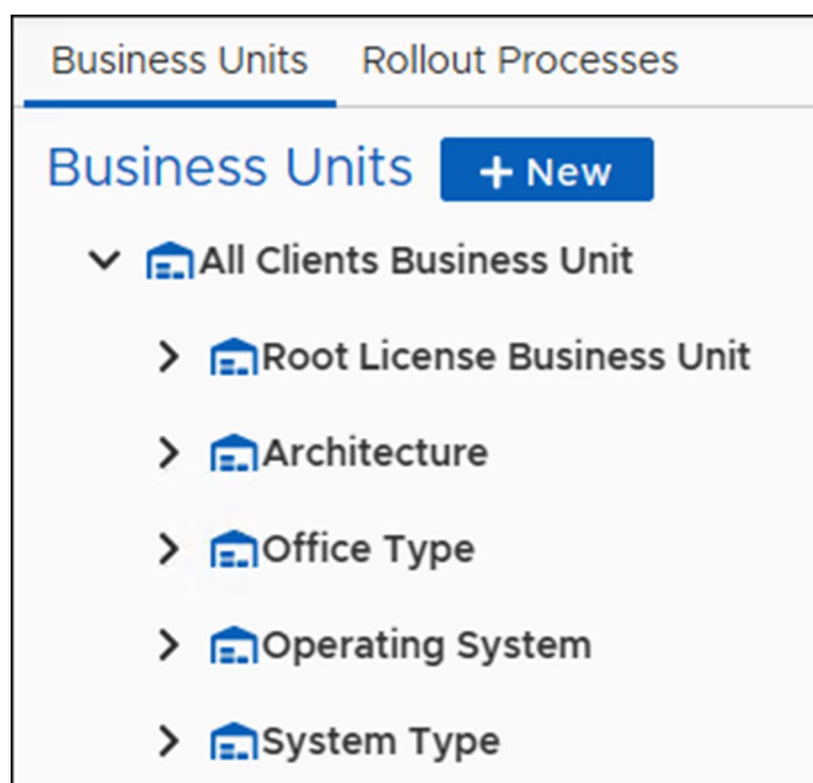 Business Units Rollout Processes
Business Units + New
All Clients Business Unit
Root License Business Unit
Architecture
Office Type
Operating System
System Type